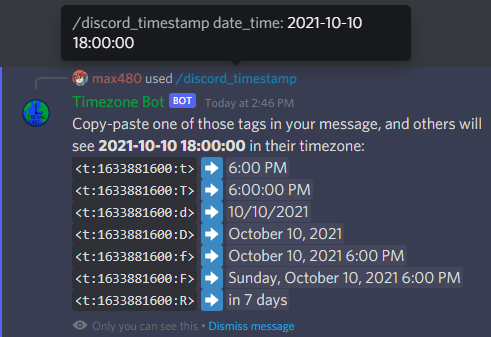 /discord_timestamp date_time: 2021-10-10
18:00:00
max480 used /discord_timestamp
Timezone Bot BOT Today at 2:46 PM
Copy-paste one of those tags in your message, and others will
see 2021-10-10 18:00:00 in their timezone:
<t:1633881600:t> ➡ 6:00 PM
<t:1633881600:T> ➡ 6:00:00 PM
<t:1633881600:d> ➡ 10/10/2021
<t:1633881600:D> ➡ October 10, 2021
<t:1633881600:f> ➡ October 10, 2021 6:00 PM
<t:1633881600:F> ➡ Sunday, October 10, 2021 6:00 PM
<t:1633881600:R> ➡ in 7 days
Only you can see this • Dismiss message